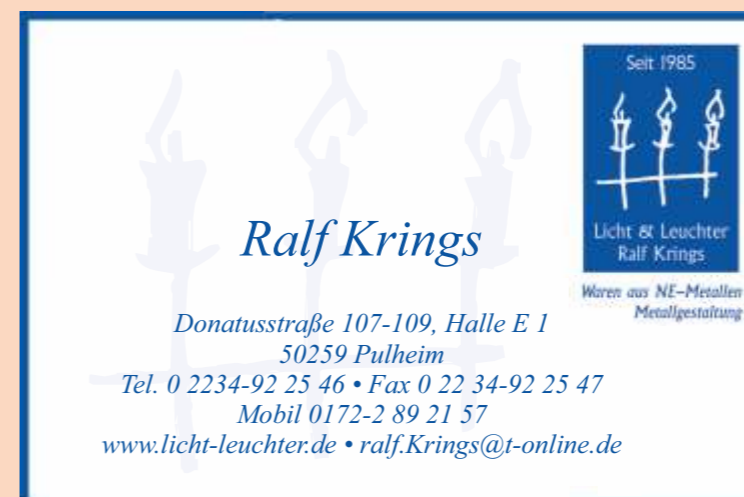 Seit 1985
Licht & Leuchter
Ralf Krings
Waren aus NE-Metallen
Metallgestaltung
Ralf Krings
Donatusstraße 107-109, Halle E 1
50259 Pulheim
Tel. 0 2234-92 25 46 • Fax 0 22 34-92 25 47
Mobil 0172-2 89 21 57
www.licht-leuchter.de • ralf.Krings@t-online.de